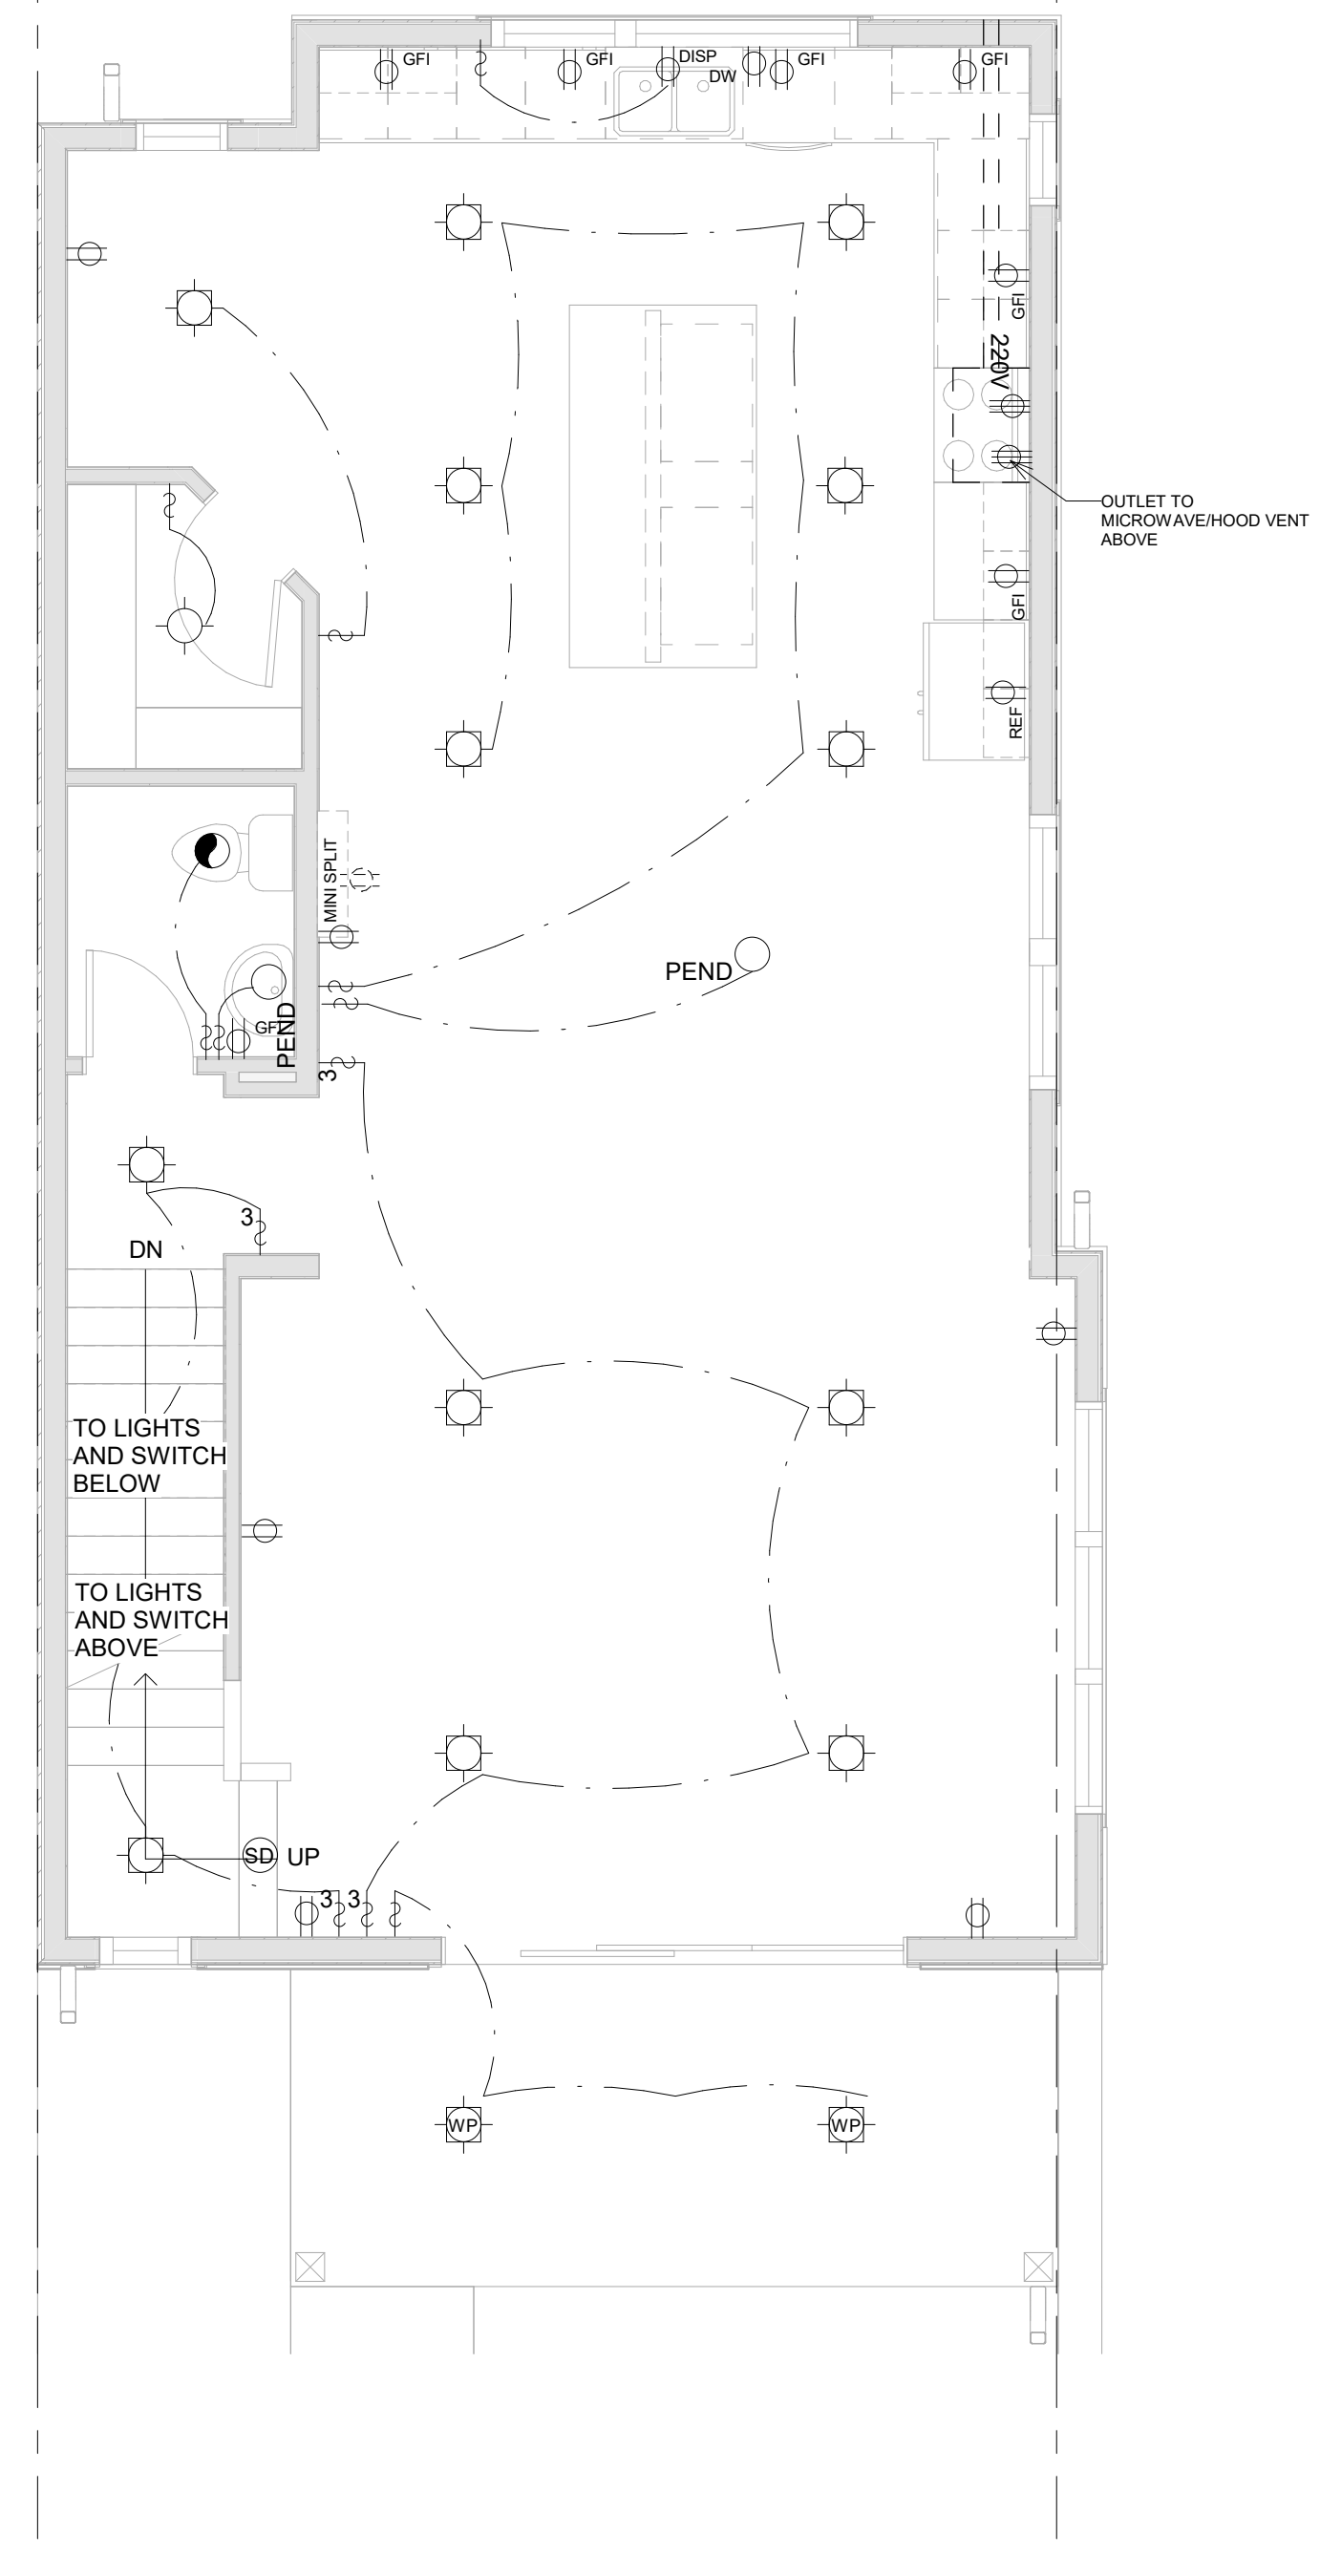 GFI
GFI
DISP
DW
GFI
GFI
GFI
220V
OUTLET TO
MICROWAVE/HOOD VENT
ABOVE
GFI
REF
MINI SPLIT
PEND
GFI
PEND
3
3
DN
TO LIGHTS
AND SWITCH
BELOW
TO LIGHTS
AND SWITCH
ABOVE
SD
UP
3
3
WP
WP